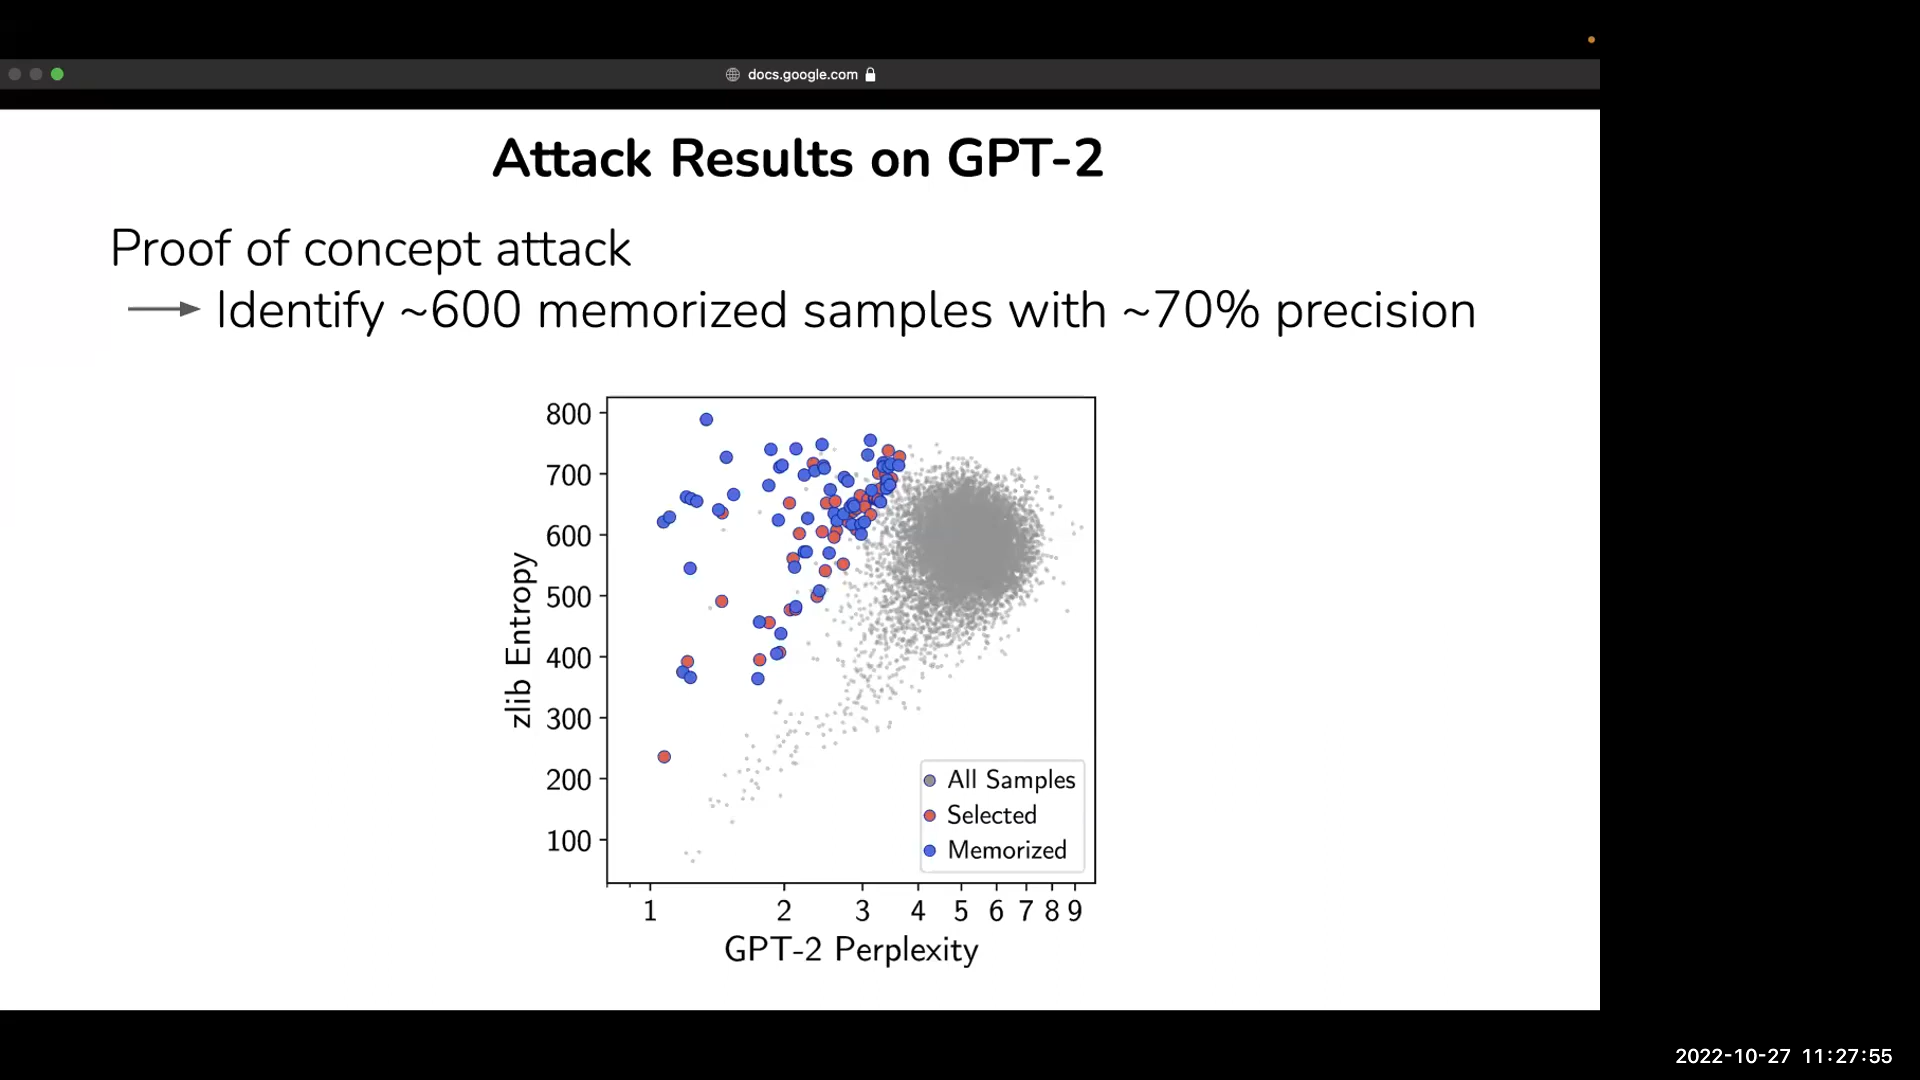 docs.google.com
Attack Results on GPT-2
Proof of concept attack
Identify ~600 memorized samples with ~70% precision
800
700
600
500
400
300
200
100
zlib Entropy
All Samples
Selected
Memorized
1 2 3 4 5 6 7 8 9
GPT-2 Perplexity
2022-10-27 11:27:55